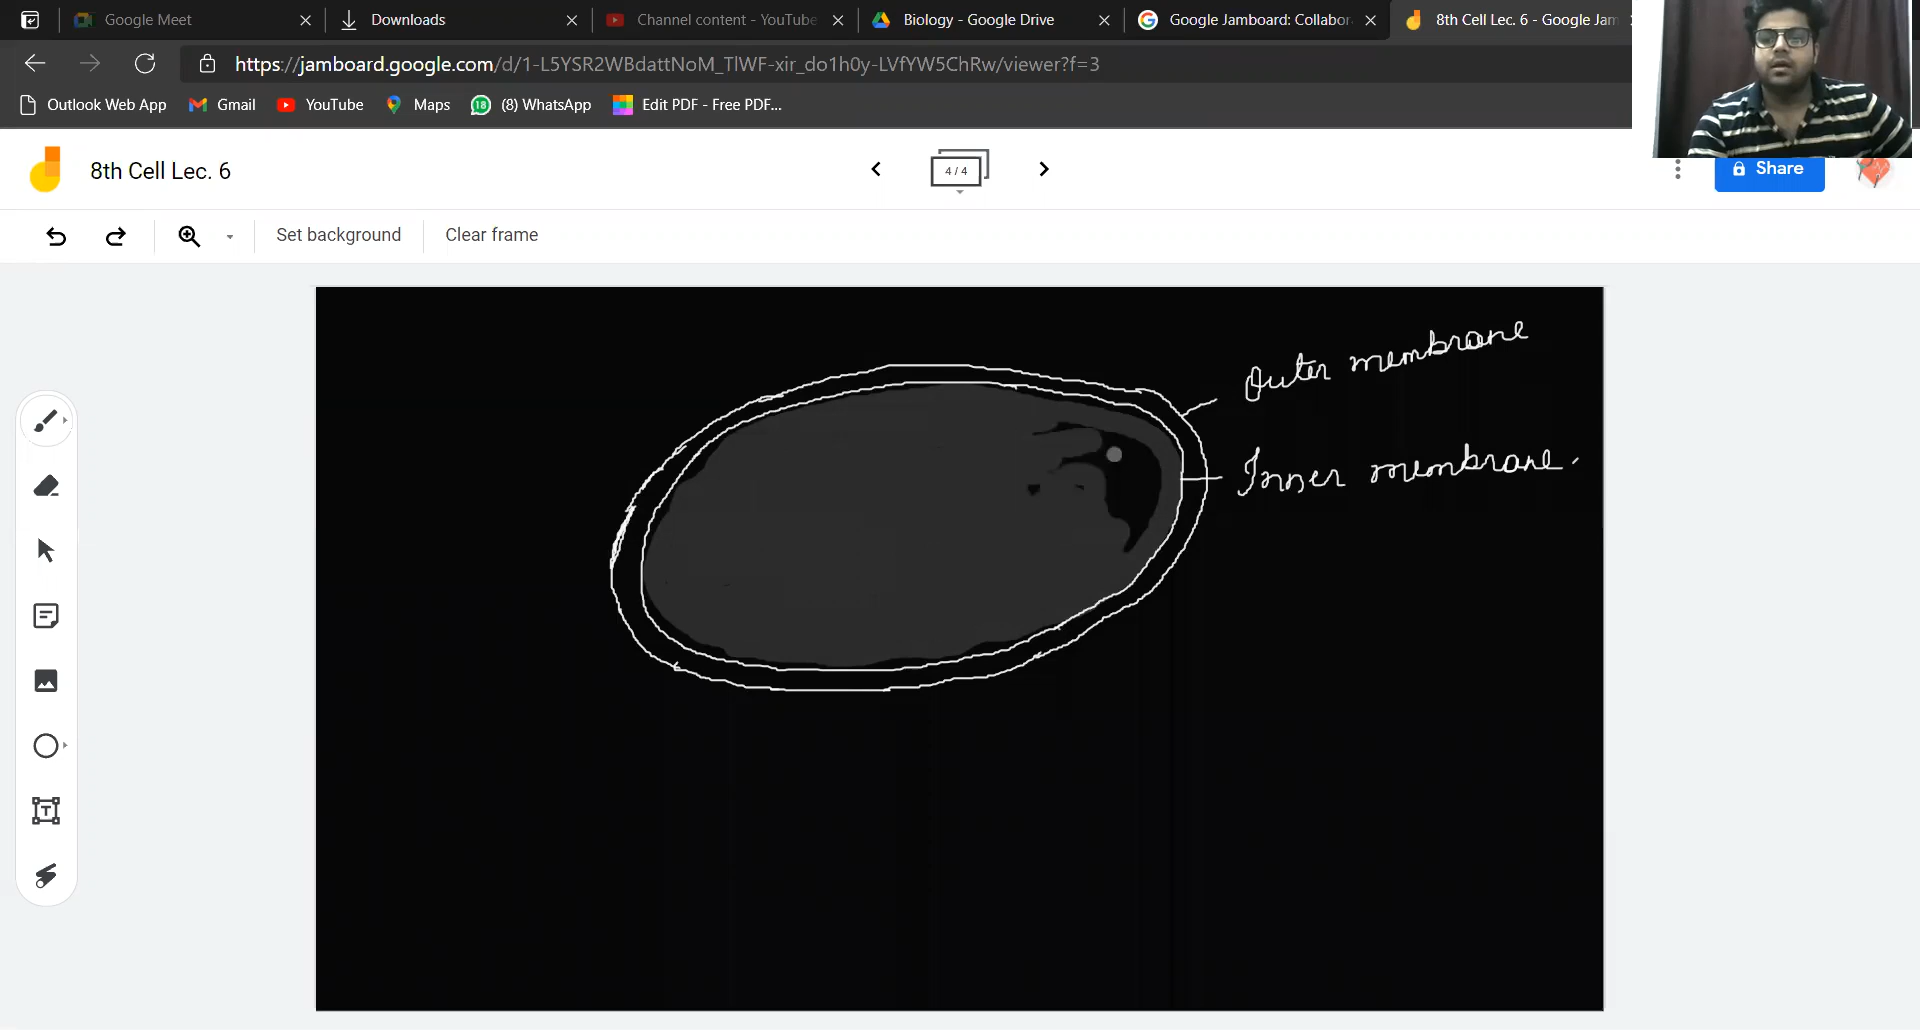 Google Meet
Downloads
Channel content - YouTube
Biology - Google Drive
Google Jamboard: Collabor
8th Cell Lec. 6 - Google Jam
https://jamboard.google.com/d/1-L5YSR2WBdattNoM_TlWF-xir_do1h0y-LVfYW5ChRw/viewer?f=3
Outlook Web App
Gmail
YouTube
Maps
18
(8) WhatsApp
Edit PDF - Free PDF...
8th Cell Lec. 6
4 / 4
Share
Set background
Clear frame
Outer membrane
Inner membrane.